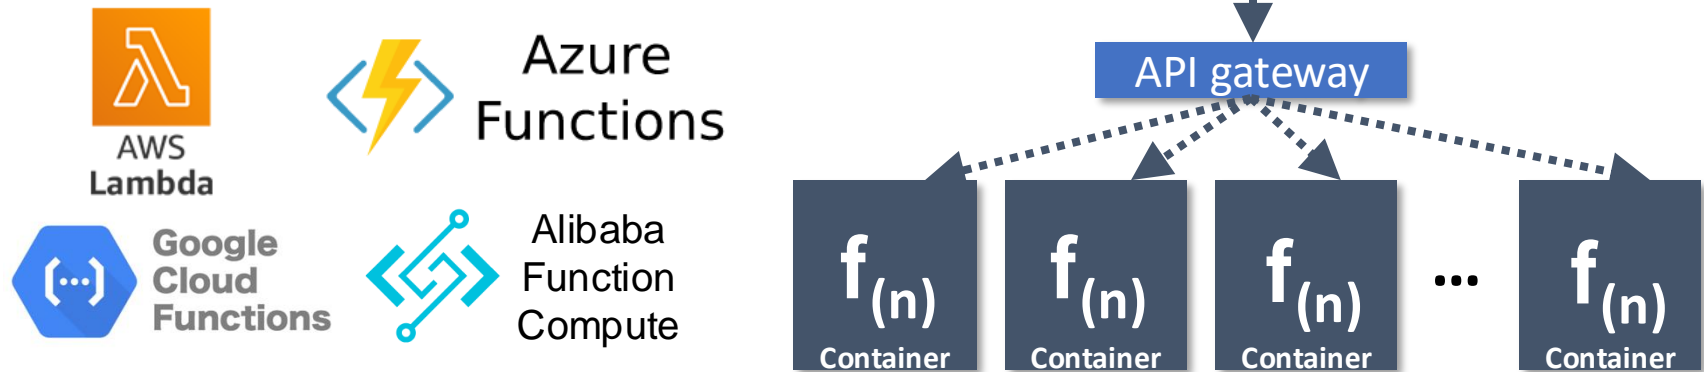 AWS
Lambda
Azure
Functions
Google
Cloud
Functions
Alibaba
Function
Compute
API gateway
f(n)
Container
f(n)
Container
f(n)
Container
...
f(n)
Container